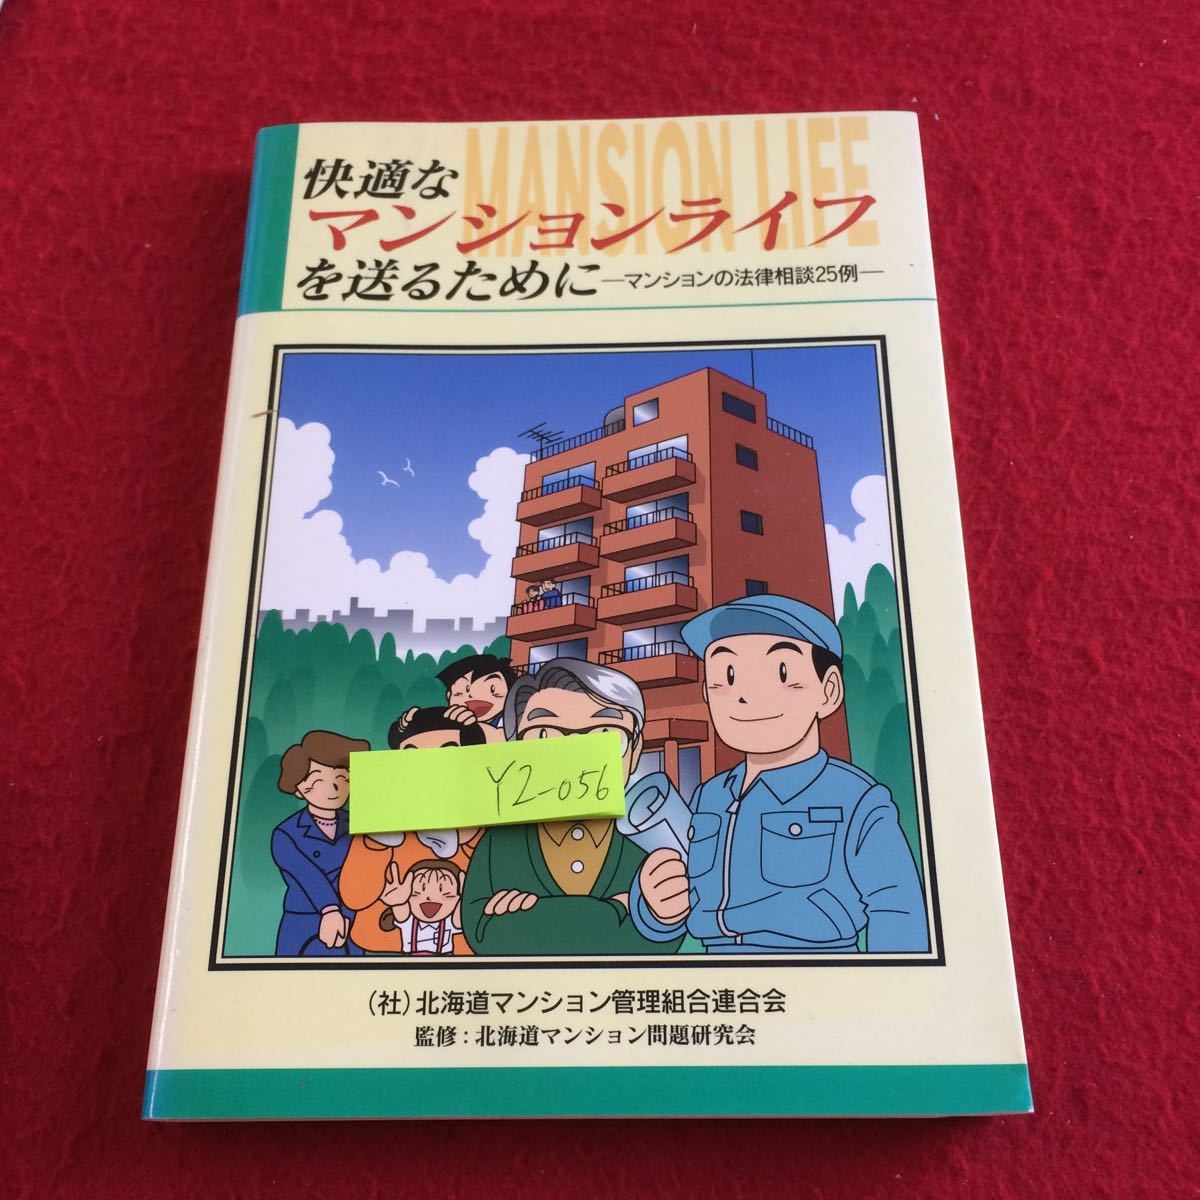 MANSION LIFE
快適な
マンションライフ
を送るために―マンションの法律相談25例―
Y2-056
(社)北海道マンション管理組合連合会
監修:北海道マンション問題研究会